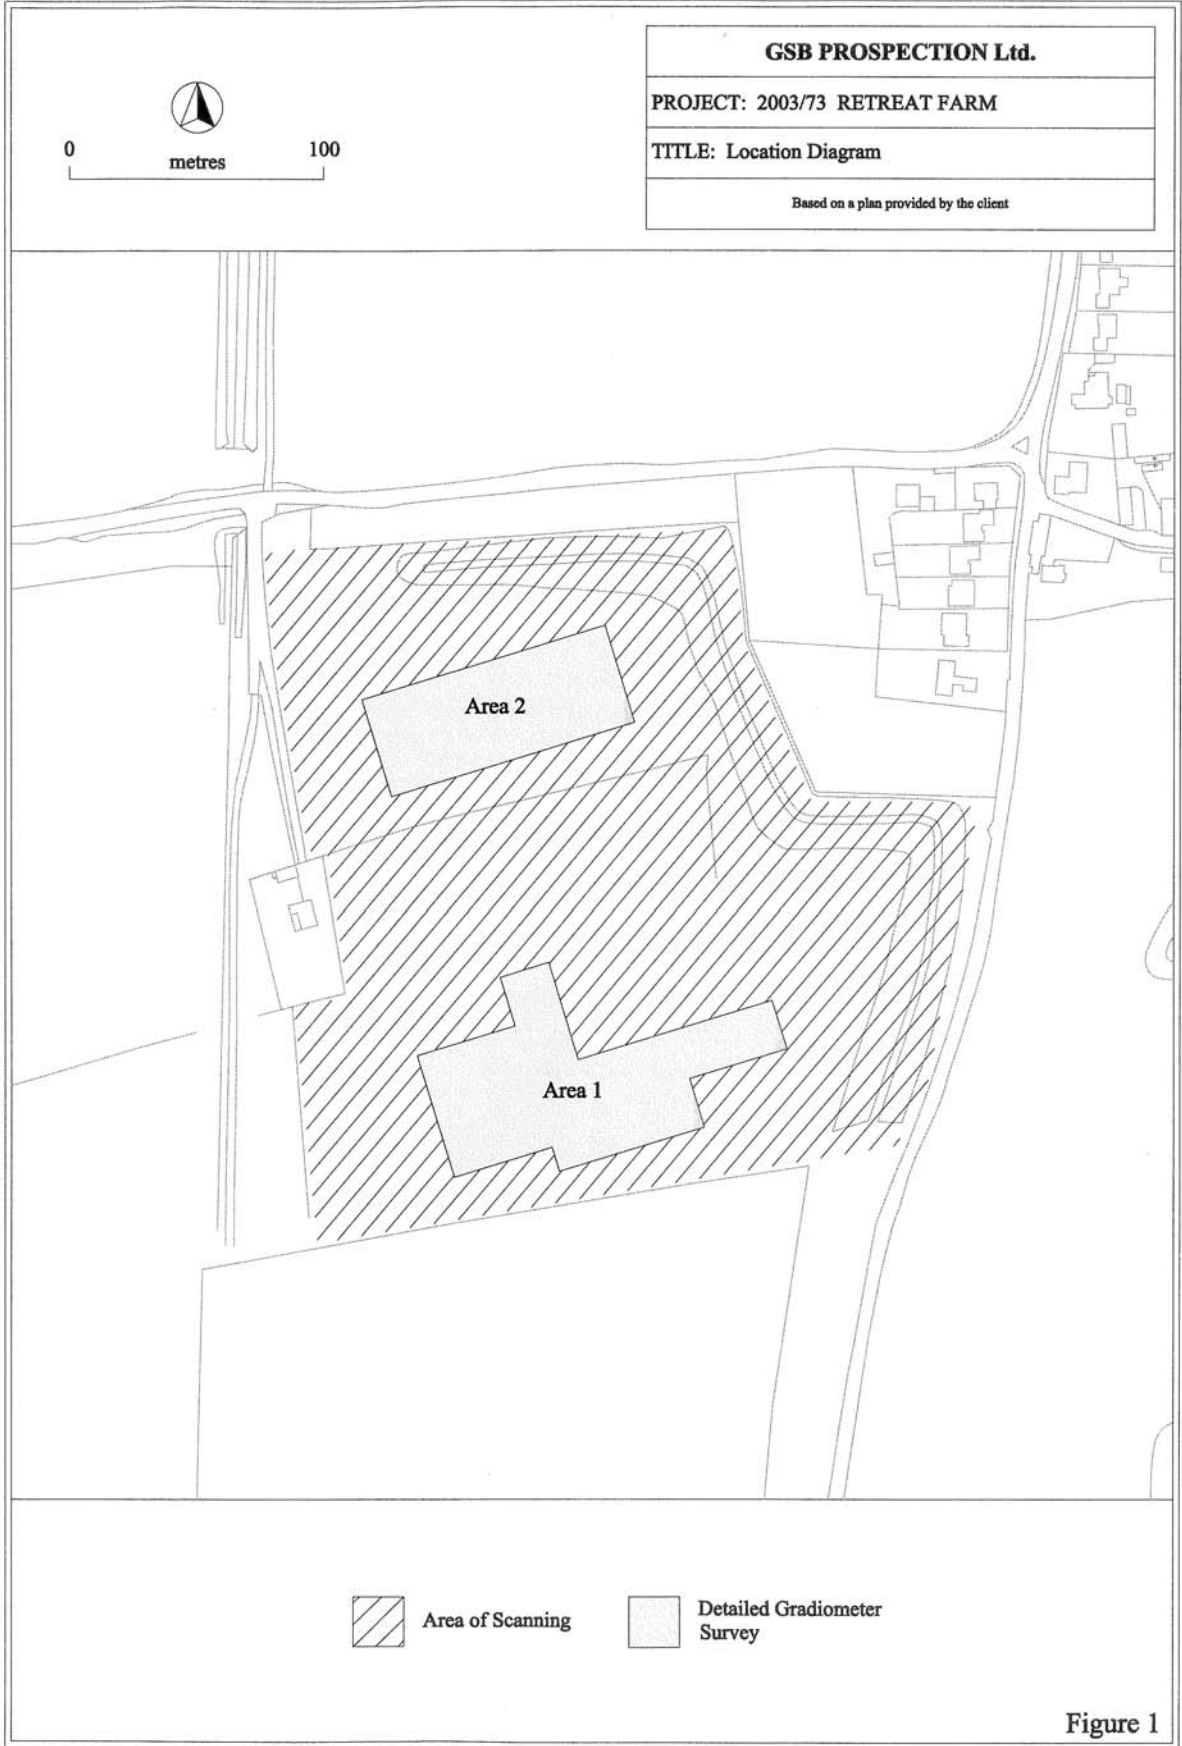 GSB PROSPECTION Ltd.
PROJECT: 2003/73 RETREAT FARM
TITLE: Location Diagram
Based on a plan provided by the client
0 metres 100
Area 2
Area 1
Area of Scanning
Detailed Gradiometer
Survey
Figure 1